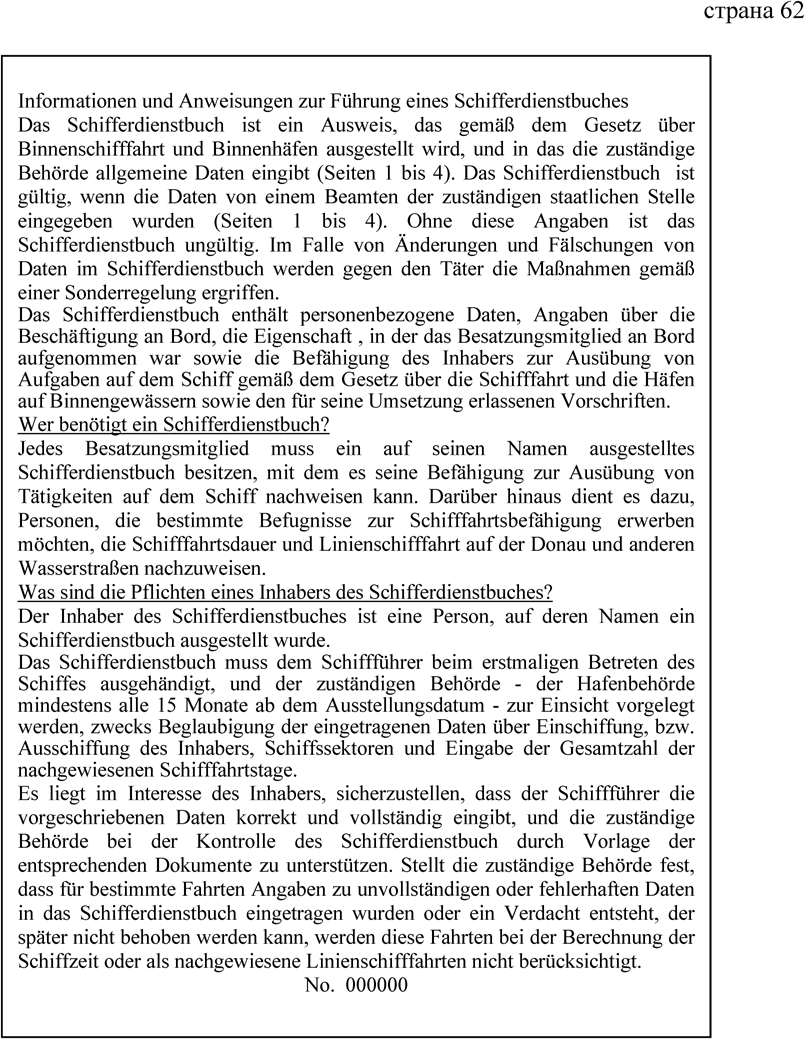 страна 62
Informationen und Anweisungen zur Führung eines Schifferdienstbuches
Das Schifferdienstbuch ist ein Ausweis, das gemäß dem Gesetz über
Binnenschifffahrt und Binnenhäfen ausgestellt wird, und in das die zuständige
Behörde allgemeine Daten eingibt (Seiten 1 bis 4). Das Schifferdienstbuch ist
gültig, wenn die Daten von einem Beamten der zuständigen staatlichen Stelle
eingegeben wurden (Seiten 1 bis 4). Ohne diese Angaben ist das
Schifferdienstbuch ungültig. Im Falle von Änderungen und Fälschungen von
Daten im Schifferdienstbuch werden gegen den Täter die Maßnahmen gemäß
einer Sonderregelung ergriffen.
Das Schifferdienstbuch enthält personenbezogene Daten, Angaben über die
Beschäftigung an Bord, die Eigenschaft , in der das Besatzungsmitglied an Bord
aufgenommen war sowie die Befähigung des Inhabers zur Ausübung von
Aufgaben auf dem Schiff gemäß dem Gesetz über die Schifffahrt und die Häfen
auf Binnengewässern sowie den für seine Umsetzung erlassenen Vorschriften.
Wer benötigt ein Schifferdienstbuch?
Jedes Besatzungsmitglied muss ein auf seinen Namen ausgestelltes
Schifferdienstbuch besitzen, mit dem es seine Befähigung zur Ausübung von
Tätigkeiten auf dem Schiff nachweisen kann. Darüber hinaus dient es dazu,
Personen, die bestimmte Befugnisse zur Schifffahrtsbefähigung erwerben
möchten, die Schifffahrtsdauer und Linienschifffahrt auf der Donau und anderen
Wasserstraßen nachzuweisen.
Was sind die Pflichten eines Inhabers des Schifferdienstbuches?
Der Inhaber des Schifferdienstbuches ist eine Person, auf deren Namen ein
Schifferdienstbuch ausgestellt wurde.
Das Schifferdienstbuch muss dem Schiffführer beim erstmaligen Betreten des
Schiffes ausgehändigt, und der zuständigen Behörde - der Hafenbehörde
mindestens alle 15 Monate ab dem Ausstellungsdatum - zur Einsicht vorgelegt
werden, zwecks Beglaubigung der eingetragenen Daten über Einschiffung, bzw.
Ausschiffung des Inhabers, Schiffssektoren und Eingabe der Gesamtzahl der
nachgewiesenen Schifffahrtstage.
Es liegt im Interesse des Inhabers, sicherzustellen, dass der Schiffführer die
vorgeschriebenen Daten korrekt und vollständig eingibt, und die zuständige
Behörde bei der Kontrolle des Schifferdienstbuch durch Vorlage der
entsprechenden Dokumente zu unterstützen. Stellt die zuständige Behörde fest,
dass für bestimmte Fahrten Angaben zu unvollständigen oder fehlerhaften Daten
in das Schifferdienstbuch eingetragen wurden oder ein Verdacht entsteht, der
später nicht behoben werden kann, werden diese Fahrten bei der Berechnung der
Schiffzeit oder als nachgewiesene Linienschifffahrten nicht berücksichtigt.
No. 000000